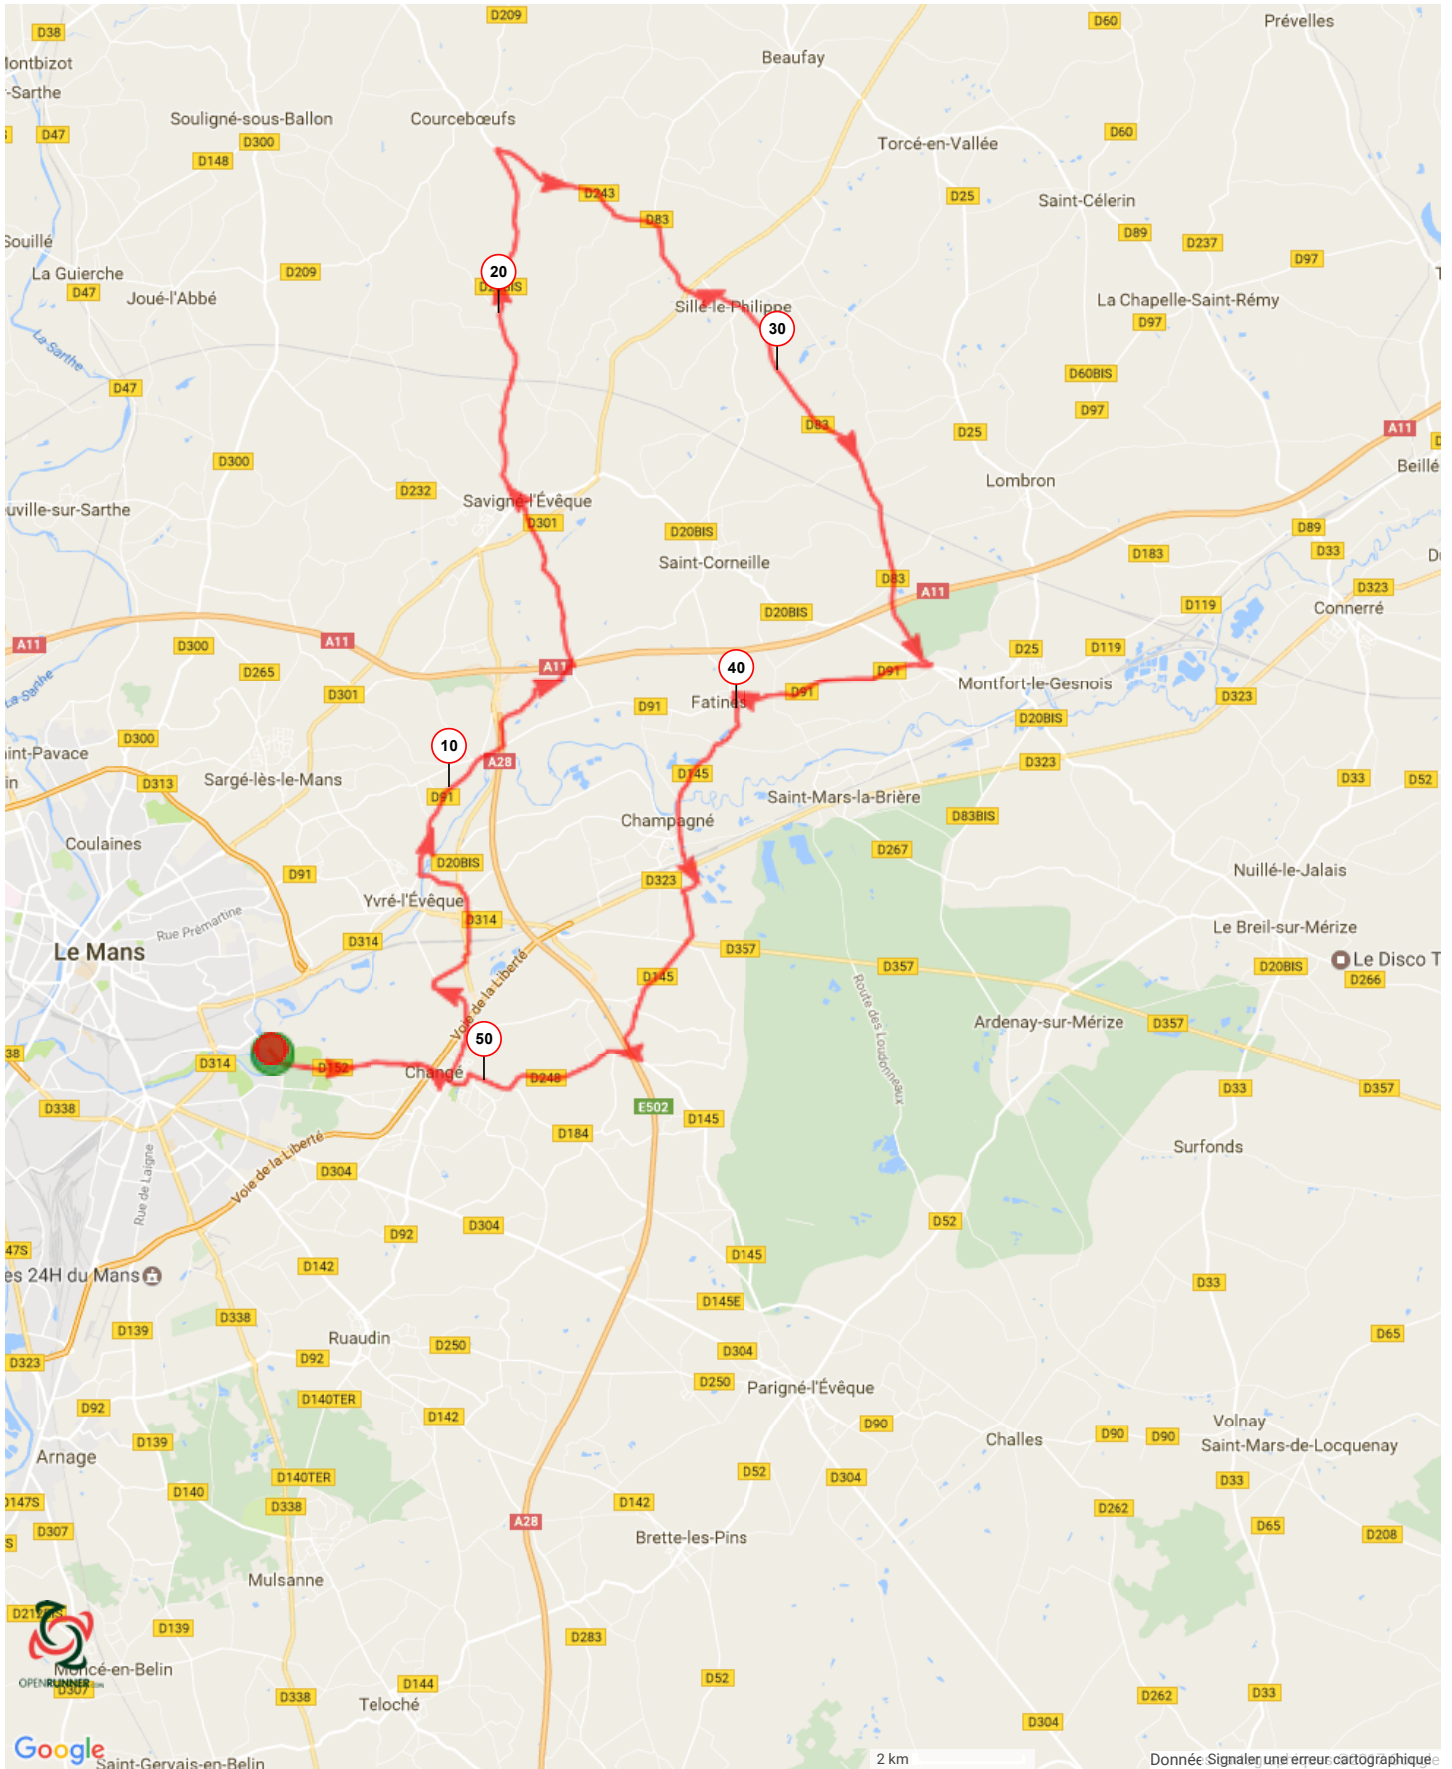 D209
D60
Prévelles
D38
Beaufay
Montbizot
-Sarthe
Souligné-sous-Ballon
Courcebœufs
D47
D300
D60
Torcé-en-Vallée
D148
D243
D25
Saint-Célerin
D83
D89
D237
D97
Souillé
La Guierche
D209
20
D47
Joué-l'Abbé
La Chapelle-Saint-Rémy
Sillé-le-Philippe
30
D97
La Sarthe
D60BIS
D47
D97
D83
D25
A11
D300
Beillé
D232
Lombron
Savigné-l'Évêque
euville-sur-Sarthe
D301
D20BIS
D89
D183
D33
Saint-Corneille
D83
A11
D323
D20BIS
D119
Connerré
A11
D300
A11
D25
D119
A11
40
D265
D91
La Sarthe
D301
Montfort-le-Gesnois
D91
D323
D91
Fatines
D20BIS
D300
10
aint-Pavace
A28
D323
Sargé-lès-le-Mans
D313
D145
D33
D52
D91
Saint-Mars-la-Brière
Champagné
D83BIS
Coulaines
D267
D20BIS
D91
D323
Nuillé-le-Jalais
Yvré-l'Évêque
Rue Prémartine
D314
Le Breil-sur-Mérize
D314
D357
Le Mans
Le Disco T
D357
D20BIS
D145
D266
Voie de la Liberté
Route des Loudonneaux
Ardenay-sur-Mérize
D357
50
38
D314
D152
Changé
D248
D33
D357
D338
E502
D145
D184
Voie de la Liberté
Surfonds
D304
Rue de Laigne
D304
D52
D92
47S
D145
D142
es 24H du Mans
D33
D145E
D338
D139
D65
Ruaudin
D250
D304
D323
D92
D250
Parigné-l'Évêque
D140TER
D92
D142
D90
Volnay
D90
D90
Challes
D139
Saint-Mars-de-Locquenay
Arnage
D52
D304
D140TER
D33
D140
D147S
D338
D142
D262
A28
D65
D307
D208
Brette-les-Pins
Mulsanne
D139
D283
Moncé-en-Belin
OPENRUNNER.com
D307
D144
D52
D338
Teloché
D262
D33
D304
Google
Saint-Gervais-en-Belin
2 km
Signaler une erreur cartographique